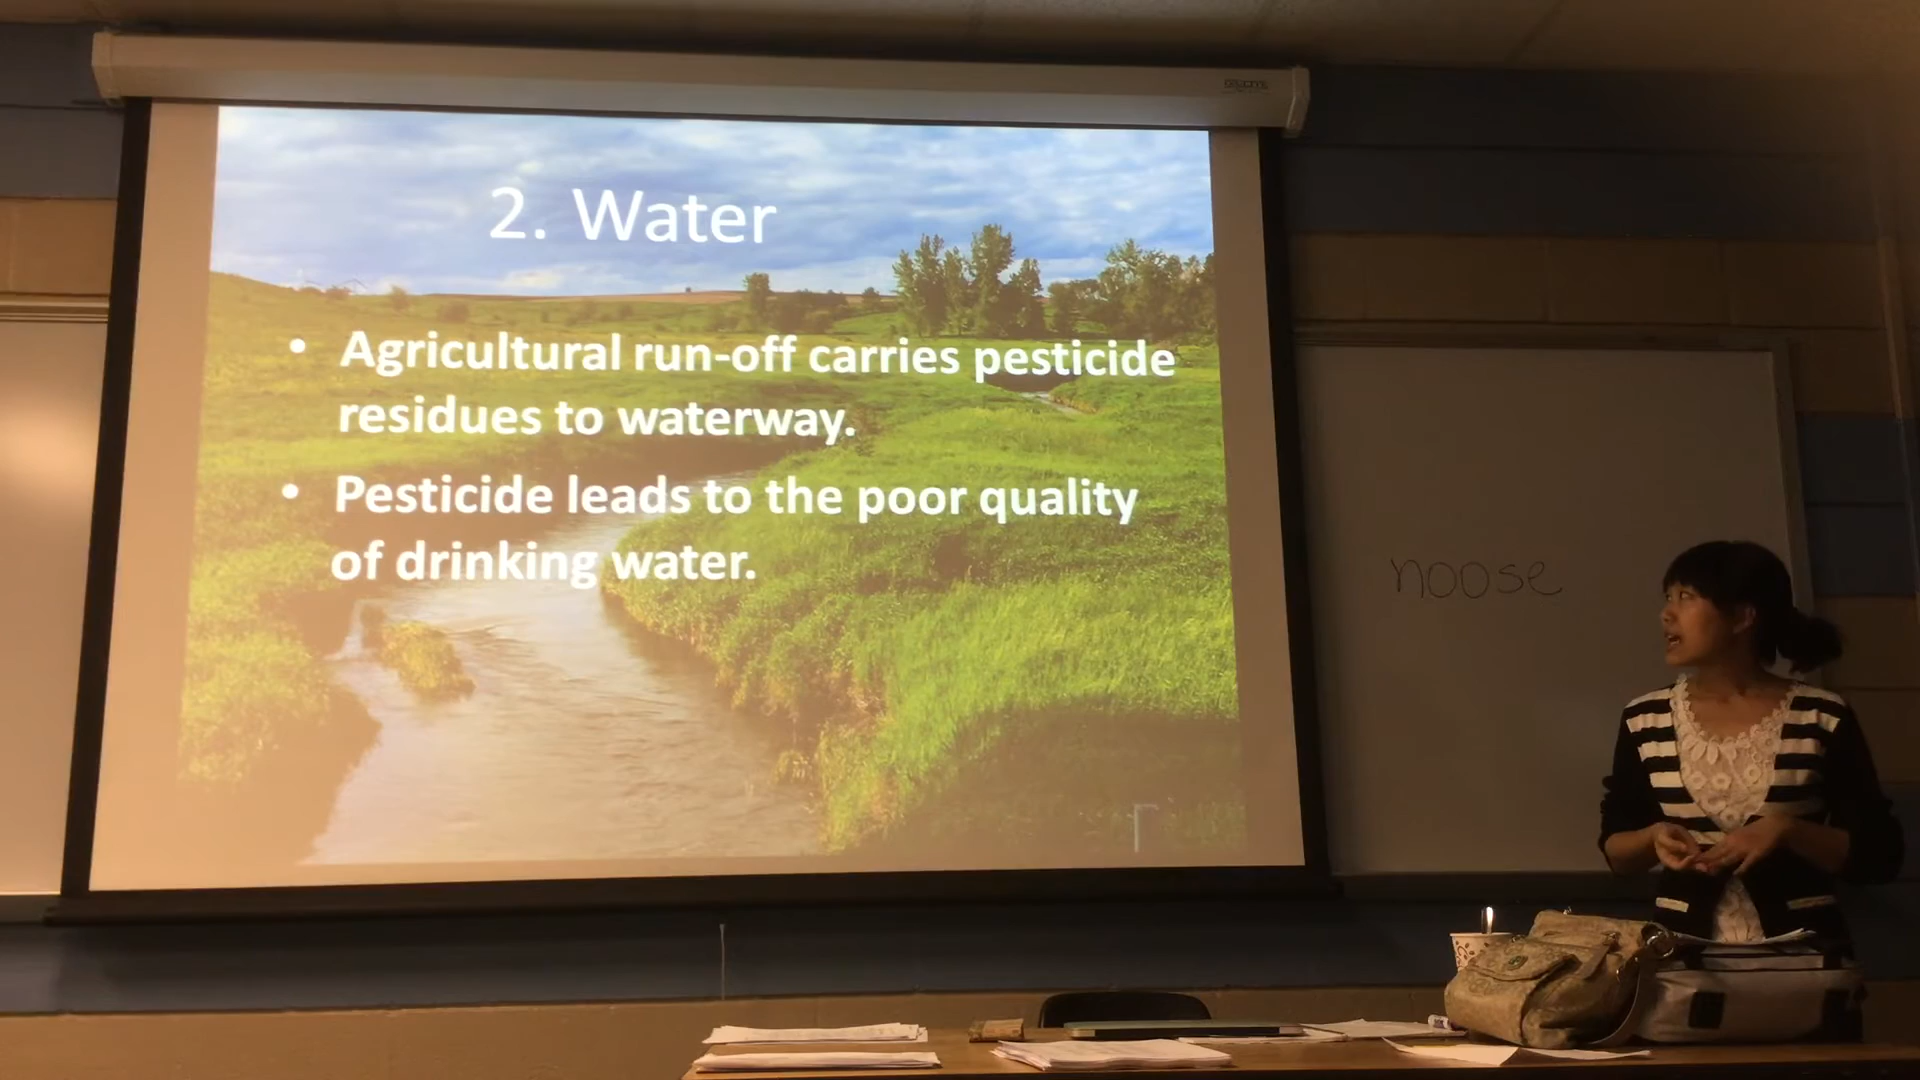 2. Water
• Agricultural run-off carries pesticide
residues to waterway.
• Pesticide leads to the poor quality
of drinking water.
noose